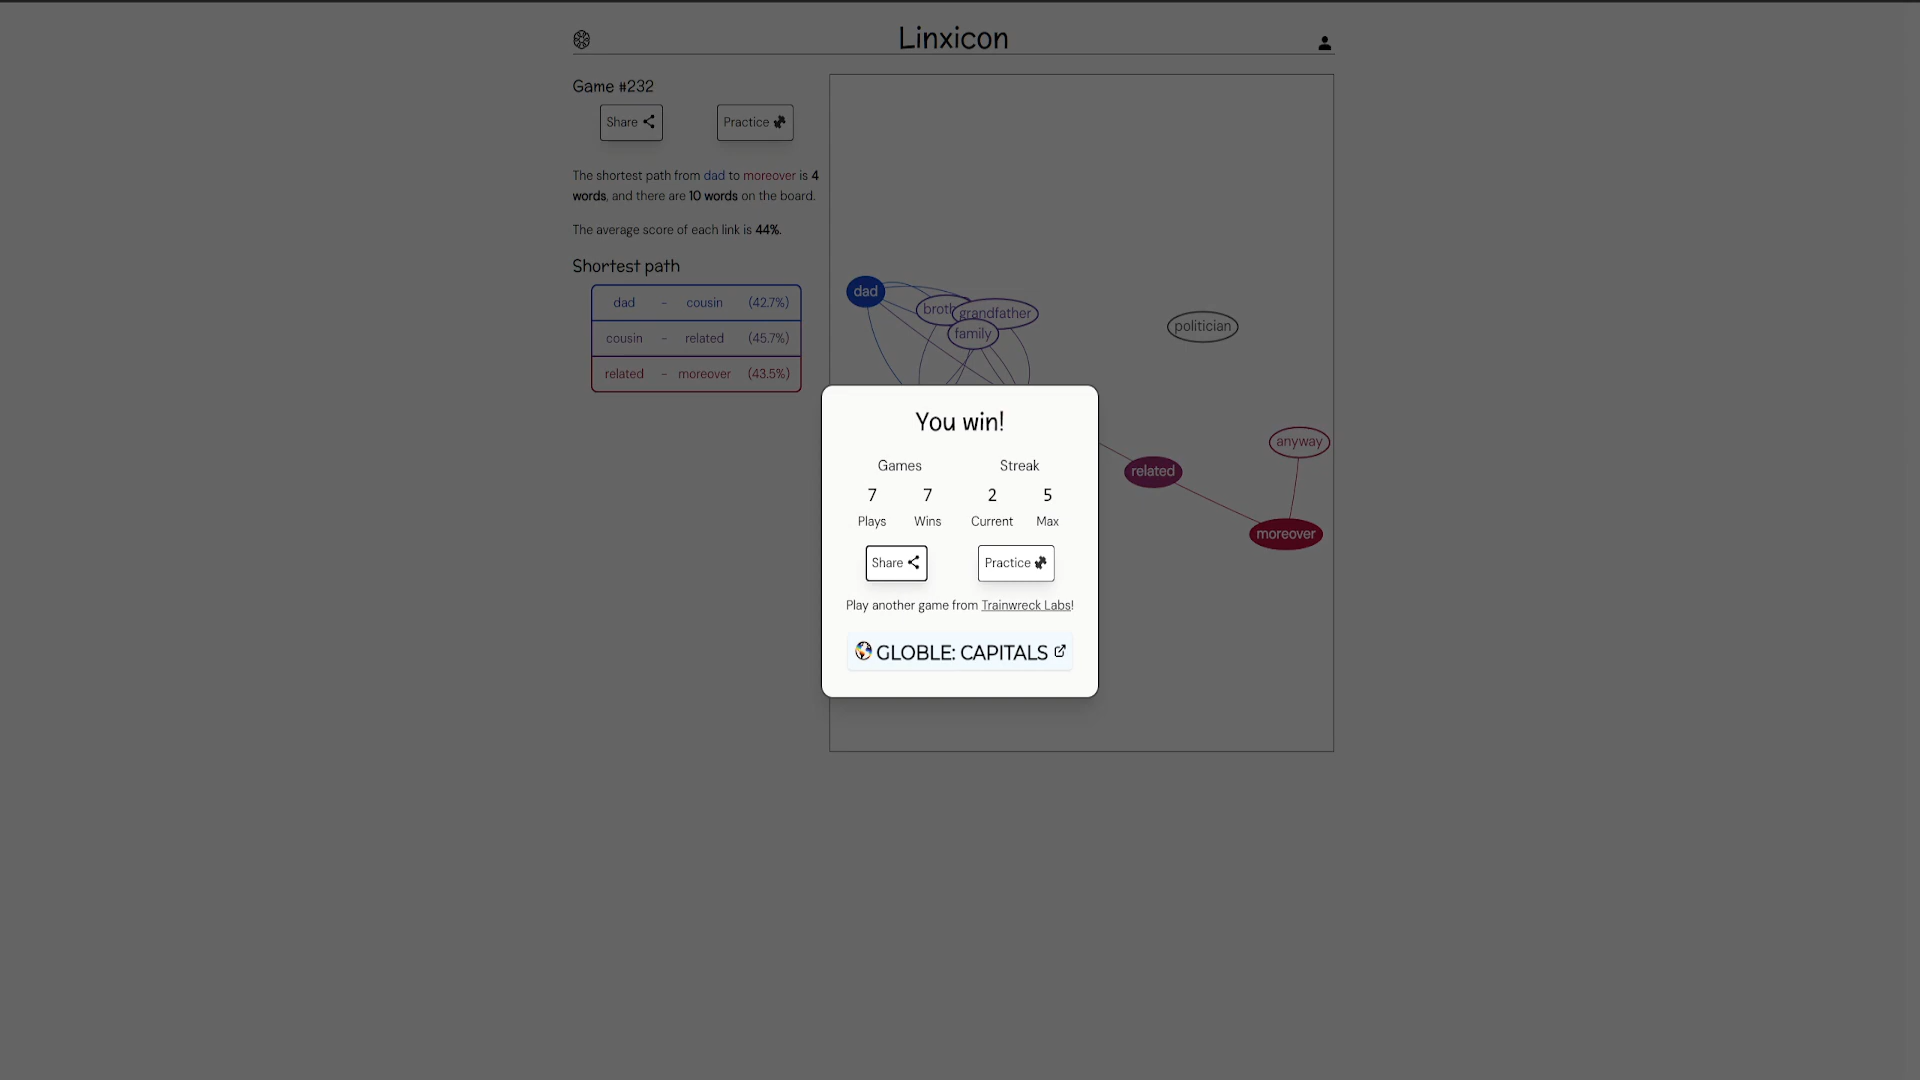 Linxicon
Game #232
Share
Practice
The shortest path from dad to moreover is 4
words, and there are 10 words on the board.
The average score of each link is 44%.
Shortest path
dad - cousin (42.7%)
cousin - related (45.7%)
related - moreover (43.5%)
dad
grandfather
family
politician
anyway
related
moreover
You win!
Games Streak
7 7 2 5
Plays Wins Current Max
Share Practice
Play another game from Trainwreck Labs!
GLOBLE: CAPITALS